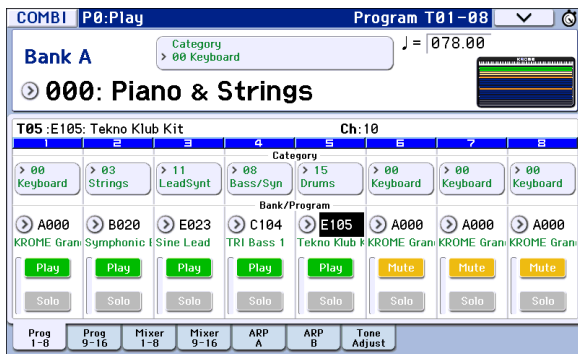 COMBI P0:Play Program T01-08
Bank A
Category
> 00 Keyboard
♩= 078.00
KROME
000: Piano & Strings
T05 :E105: Tekno Klub Kit Ch:10
1 2 3 4 5 6 7 8
Category
> 00 > 03 > 11 > 08 > 15 > 00 > 00 > 00
Keyboard Strings LeadSynt Bass/Syn Drums Keyboard Keyboard Keyboard
Bank/Program
A000 B020 E023 C104 E105 A000 A000 A000
KROME Gran Symphonic E Sine Lead TRI Bass 1 Tekno Klub K KROME Gran KROME Gran KROME Gran
Play Play Play Play Play Mute Mute Mute
Solo Solo Solo Solo Solo Solo Solo Solo
Prog Prog Mixer Mixer ARP ARP Tone
1-8 9-16 1-8 9-16 A B Adjust